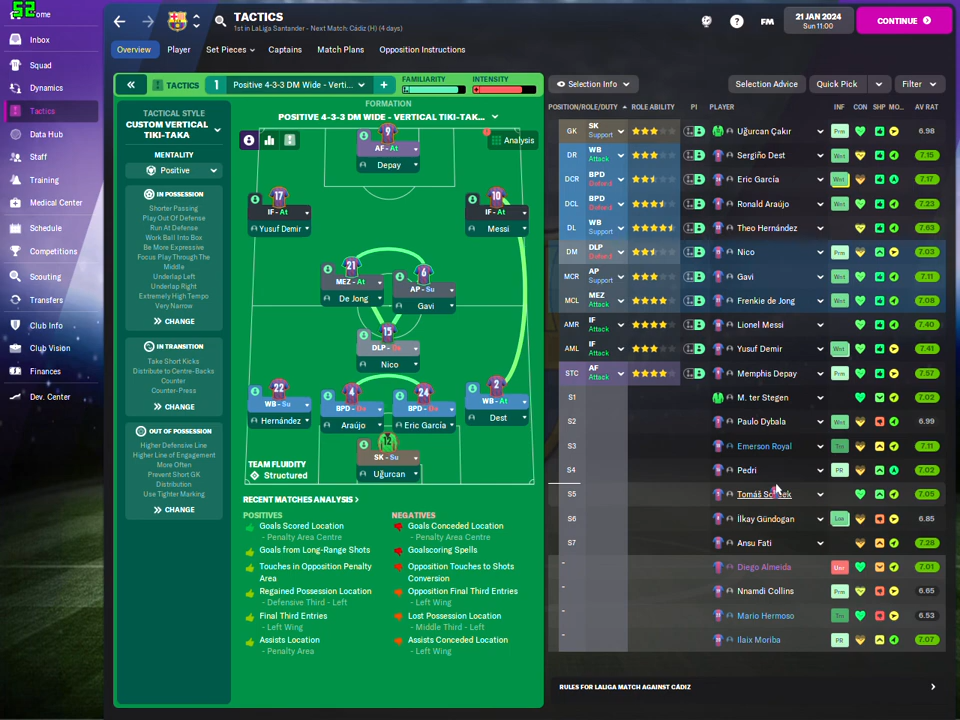 52
Home
Inbox
Squad
Dynamics
Tactics
Data Hub
Staff
Training
Medical Center
Schedule
Competitions
Scouting
Transfers
Club Info
Club Vision
Finances
Dev. Center
TACTICS
1st in LaLiga Santander - Next Match: Cádiz (H) (4 days)
FM
21 JAN 2024
Sun 11:00
CONTINUE
Overview
Player
Set Pieces
Captains
Match Plans
Opposition Instructions
TACTICS
1
Positive 4-3-3 DM Wide - Verti...
FAMILIARITY
INTENSITY
TACTICAL STYLE
CUSTOM VERTICAL
TIKI-TAKA
MENTALITY
Positive
IN POSSESSION
Shorter Passing
Play Out Of Defense
Run At Defense
Work Ball Into Box
Be More Expressive
Focus Play Through The
Middle
Underlap Left
Underlap Right
Extremely High Tempo
Very Narrow
CHANGE
IN TRANSITION
Take Short Kicks
Distribute to Centre-Backs
Counter
Counter-Press
CHANGE
OUT OF POSSESSION
Higher Defensive Line
Higher Line of Engagement
More Often
Prevent Short GK
Distribution
Use Tighter Marking
CHANGE
FORMATION
POSITIVE 4-3-3 DM WIDE - VERTICAL TIKI-TAK...
Analysis
9
AF - At
Depay
17
IF - At
Yusuf Demir
10
IF - At
Messi
21
MEZ - At
De Jong
6
AP - Su
Gavi
15
DLP - De
Nico
22
WB - Su
Hernández
4
BPD - De
Araújo
24
BPD - De
Eric García
2
WB - At
Dest
12
SK - Su
Uğurcan
TEAM FLUIDITY
Structured
RECENT MATCHES ANALYSIS
POSITIVES
Goals Scored Location
- Penalty Area Centre
Goals from Long-Range Shots
Touches in Opposition Penalty
Area
Regained Possession Location
- Defensive Third - Left
Final Third Entries
- Left Wing
Assists Location
- Penalty Area
NEGATIVES
Goals Conceded Location
- Penalty Area Centre
Goalscoring Spells
Opposition Touches to Shots
Conversion
Opposition Final Third Entries
- Left Wing
Lost Possession Location
- Middle Third - Left
Assists Conceded Location
- Left Wing
Selection Info
Selection Advice
Quick Pick
Filter
POSITION/ROLE/DUTY
ROLE ABILITY
PI
PLAYER
INF
CON
SHP
MO...
AV RAT
GK SK Support Uğurcan Çakır Prm 6.98
DR WB Attack Sergiño Dest Wnt 7.15
DCR BPD Defend Eric García Wnt 7.17
DCL BPD Defend Ronald Araújo 7.23
DL WB Support Theo Hernández 7.63
DM DLP Defend Nico Prm 7.03
MCR AP Support Gavi Wnt 7.11
MCL MEZ Attack Frenkie de Jong Wnt 7.08
AMR IF Attack Lionel Messi 7.40
AML IF Attack Yusuf Demir Wnt 7.41
STC AF Attack Memphis Depay Prm 7.57
S1 M. ter Stegen 7.02
S2 Paulo Dybala Wnt 6.99
S3 Emerson Royal Trn 7.11
S4 Pedri PR 7.02
S5 Tomáš 7.05
S6 İlkay Gündogan Loa 6.85
S7 Ansu Fati 7.28
- Diego Almeida Unr 7.01
- Nnamdi Collins Prm 6.65
- Mario Hermoso Trn 6.53
- Ilaix Moriba PR 7.07
RULES FOR LALIGA MATCH AGAINST CÁDIZ